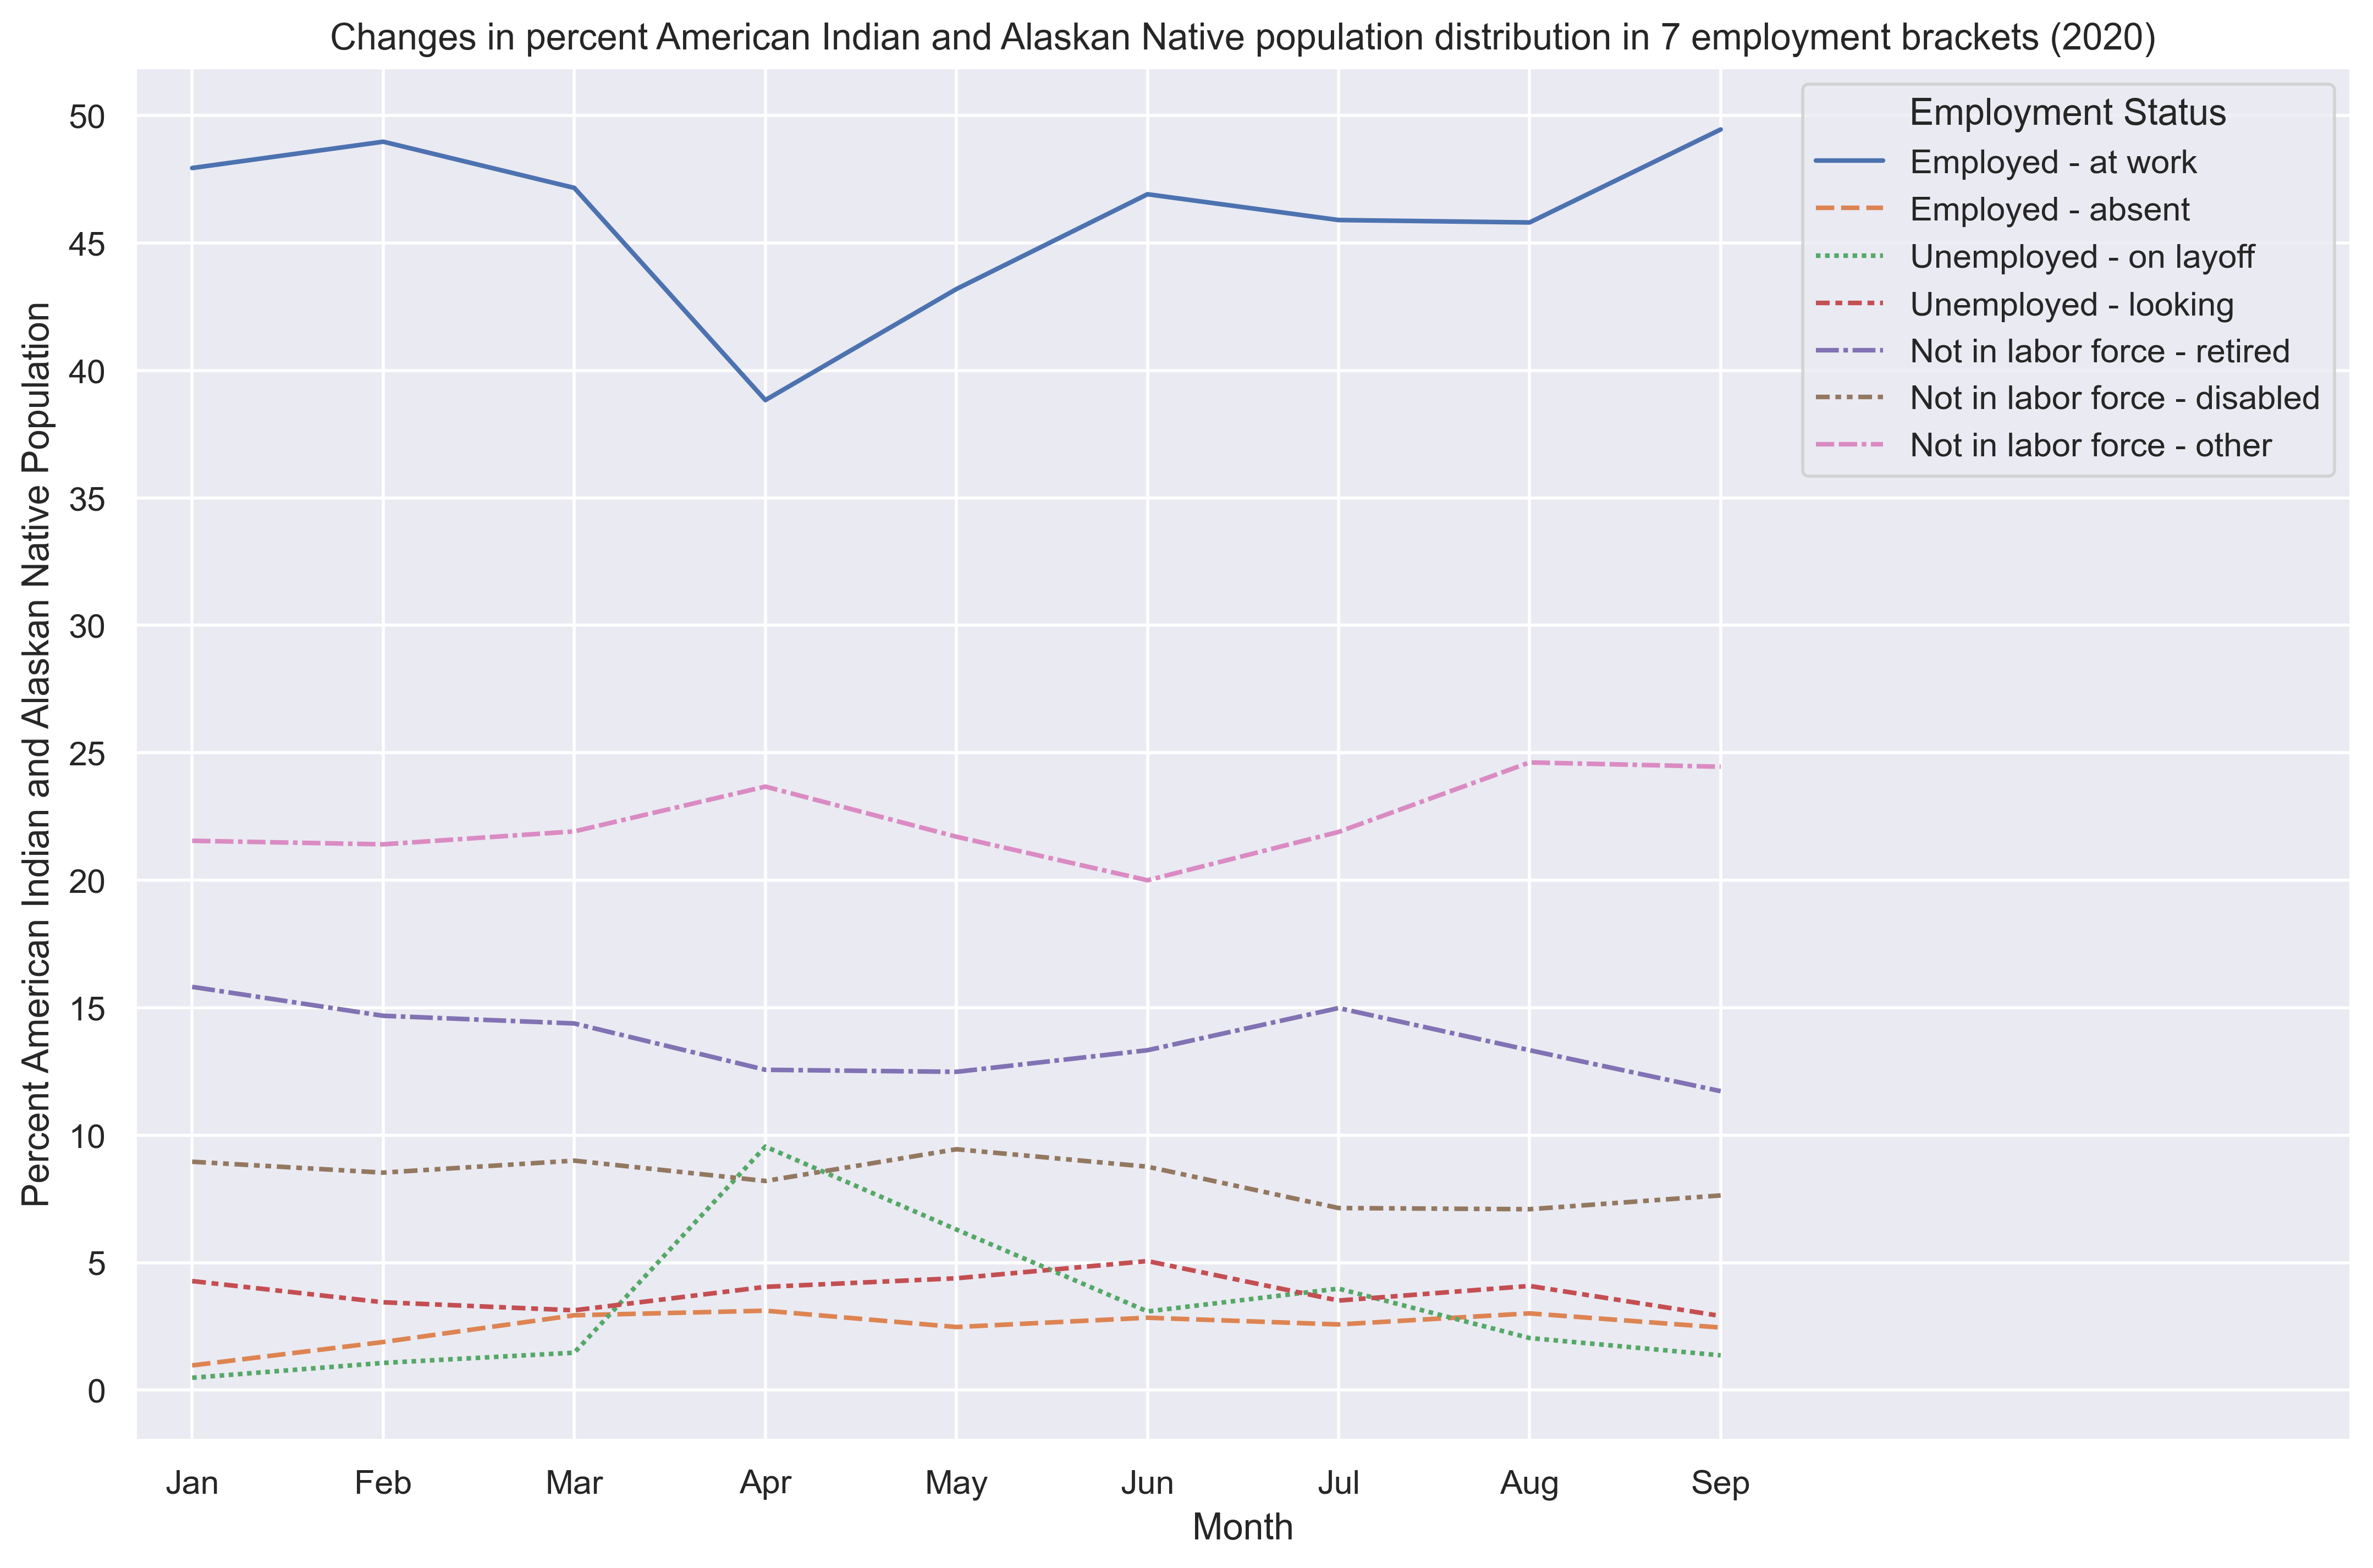 Changes in percent American Indian and Alaskan Native population distribution in 7 employment brackets (2020)
Percent American Indian and Alaskan Native Population
50
45
40
35
30
25
20
15
10
5
0
Employment Status
Employed - at work
Employed - absent
Unemployed - on layoff
Unemployed - looking
Not in labor force - retired
Not in labor force - disabled
Not in labor force - other
Jan Feb Mar Apr May Jun Jul Aug Sep
Month